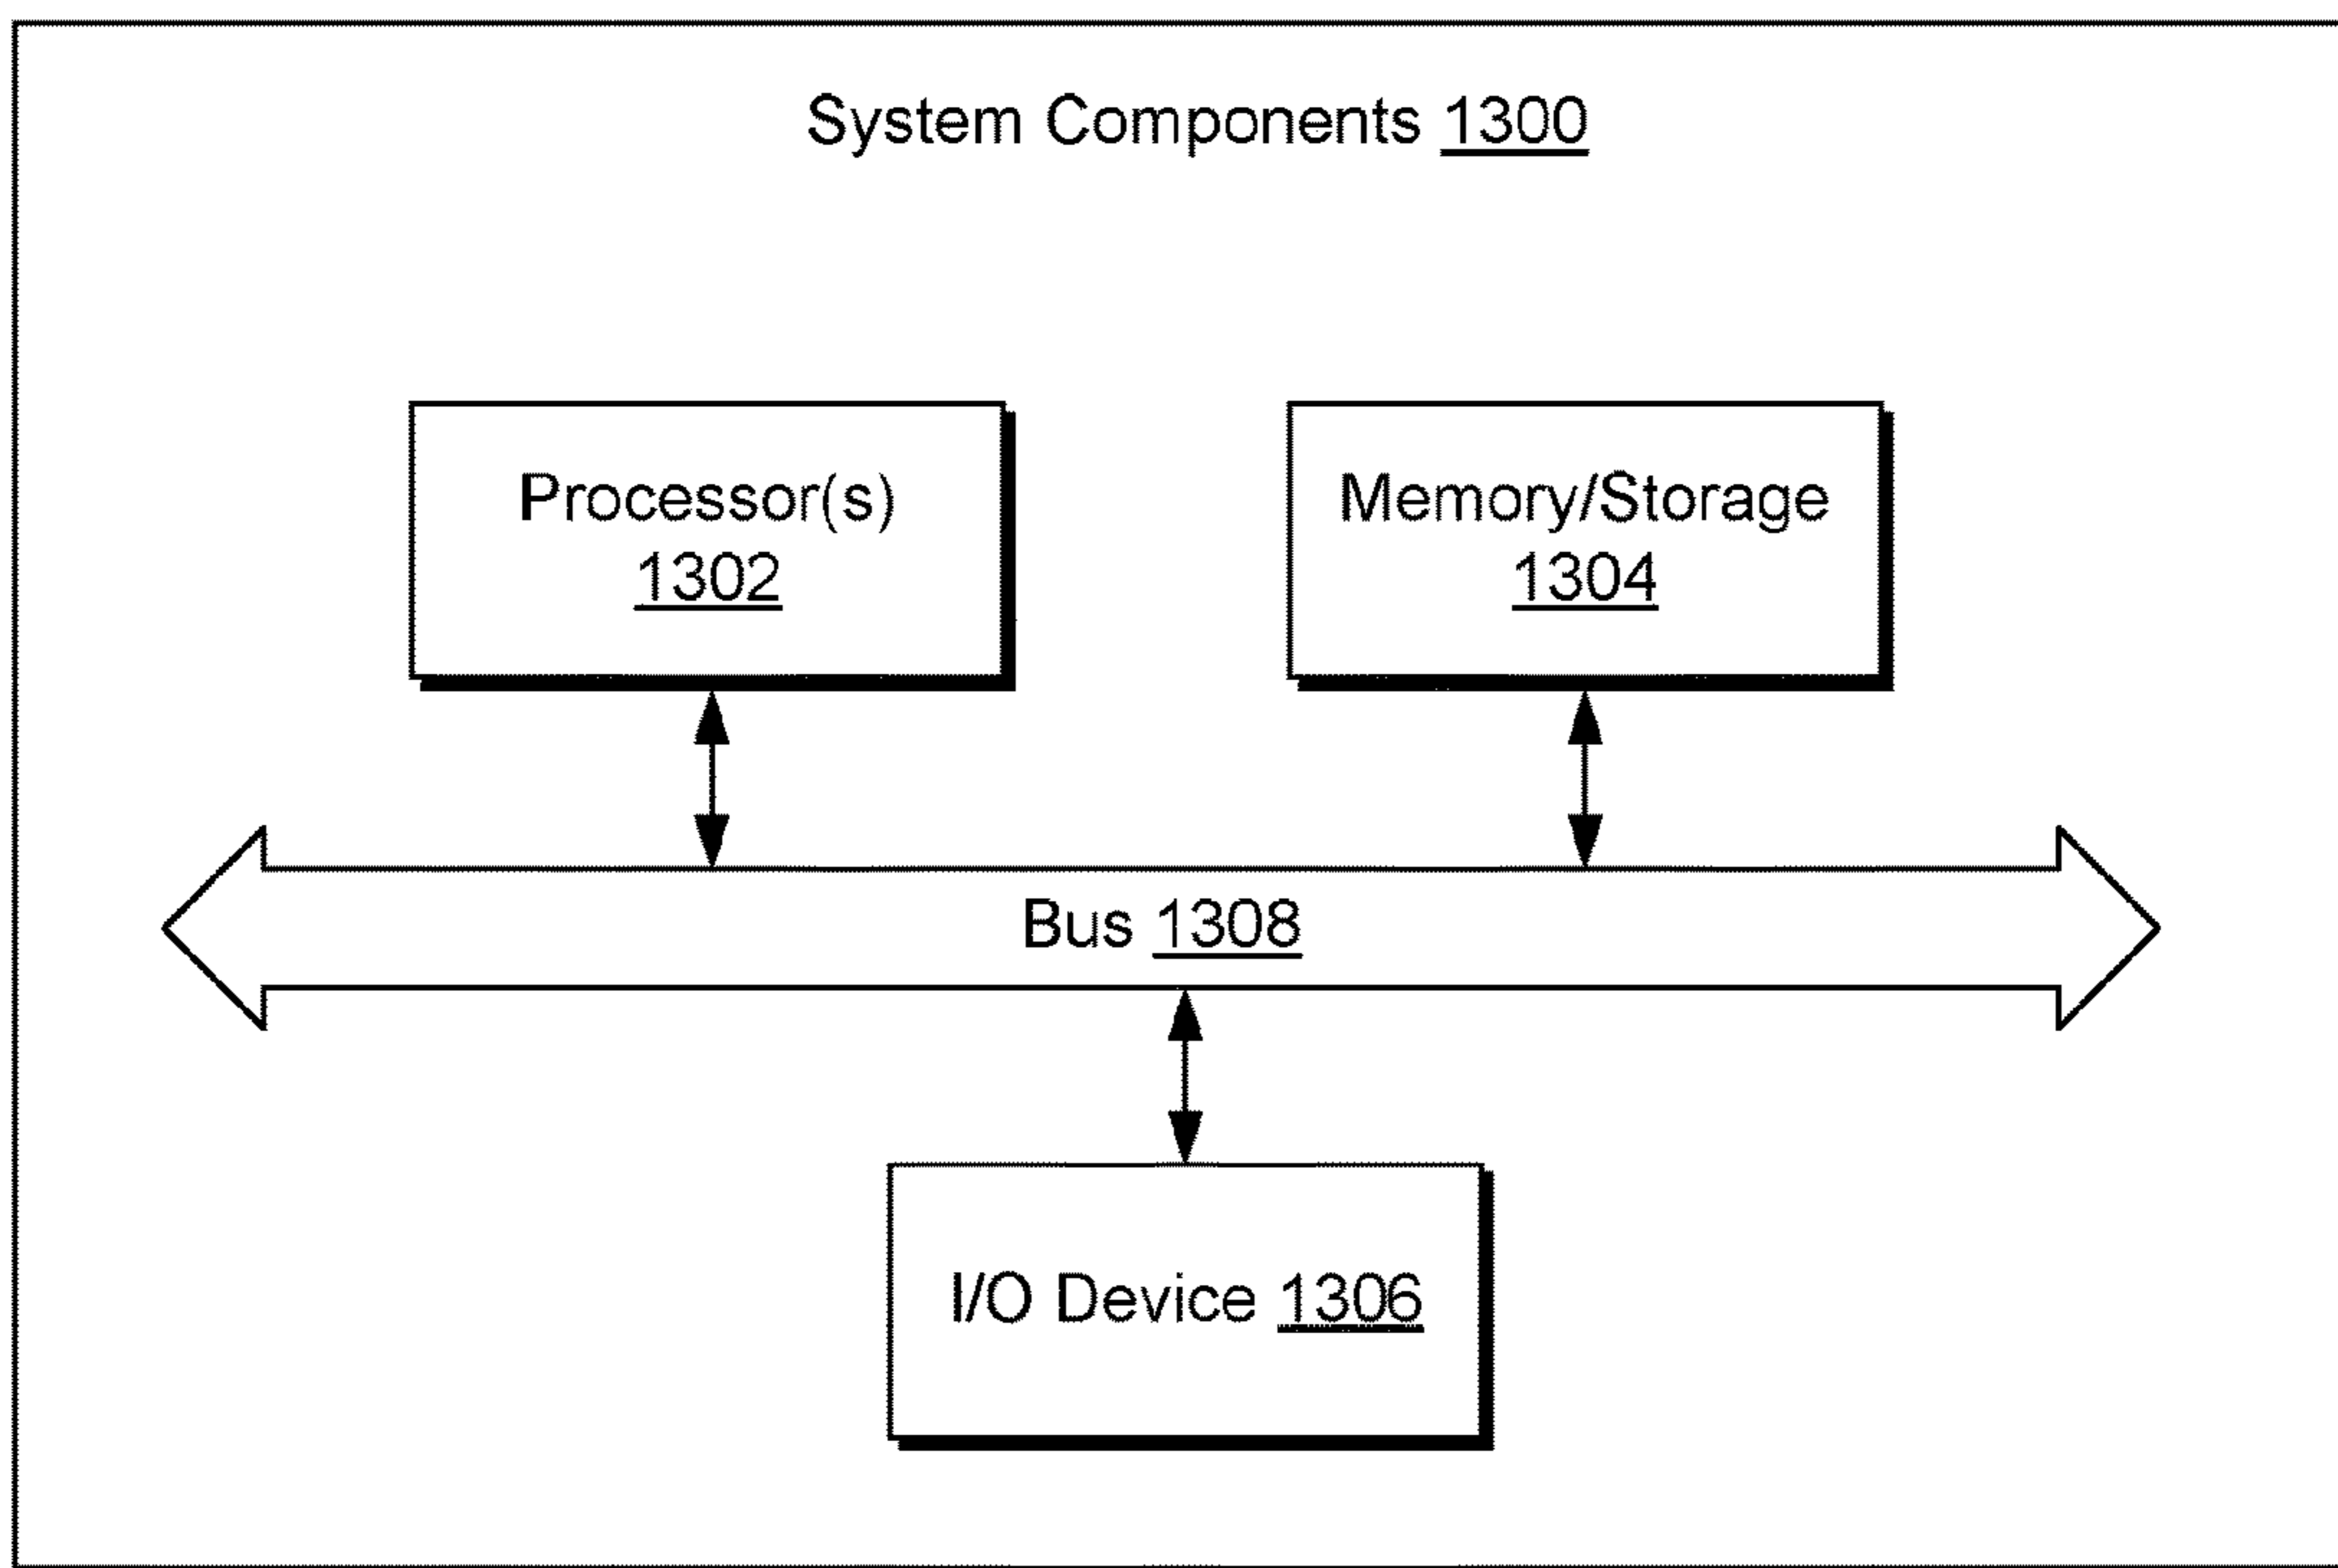 System Components 1300
Processor(s)
1302
Memory/Storage
1304
Bus 1308
I/O Device 1306